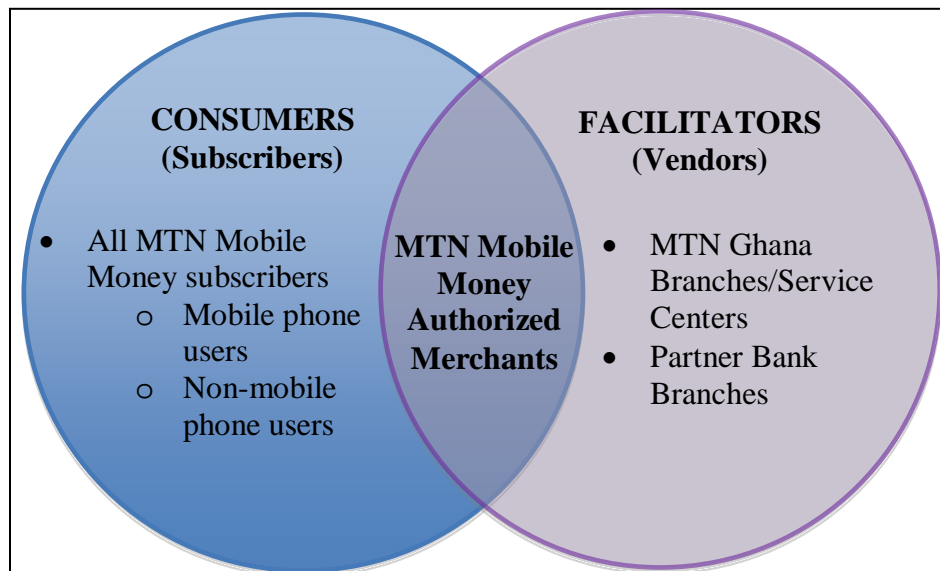 CONSUMERS
(Subscribers)
• All MTN Mobile
Money subscribers
o Mobile phone
users
o Non-mobile
phone users
MTN Mobile
Money
Authorized
Merchants
FACILITATORS
(Vendors)
• MTN Ghana
Branches/Service
Centers
• Partner Bank
Branches